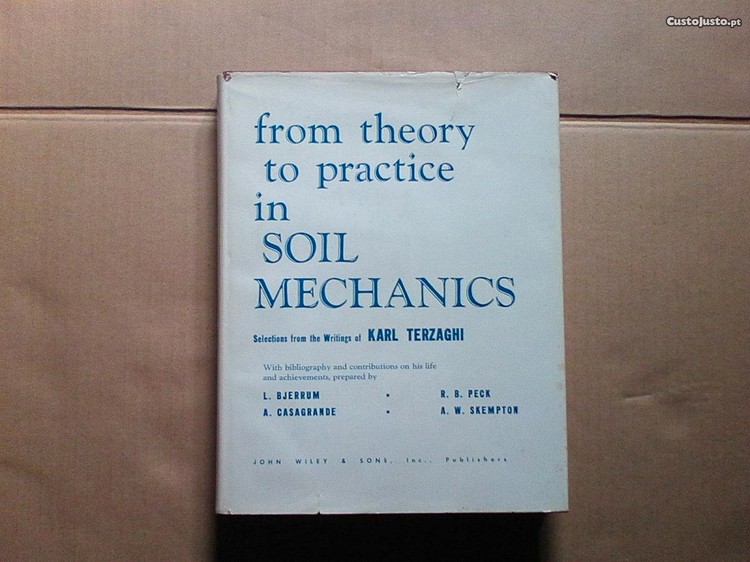 CustoJusto.pt
from theory
to practice
in
SOIL
MECHANICS
Selections from the Writings of KARL TERZAGHI
With bibliography and contributions on his life
and achievements, prepared by
L. BJERRUM • R. B. PECK
A. CASAGRANDE • A. W. SKEMPTON
JOHN WILEY & SONS, Inc., Publishers